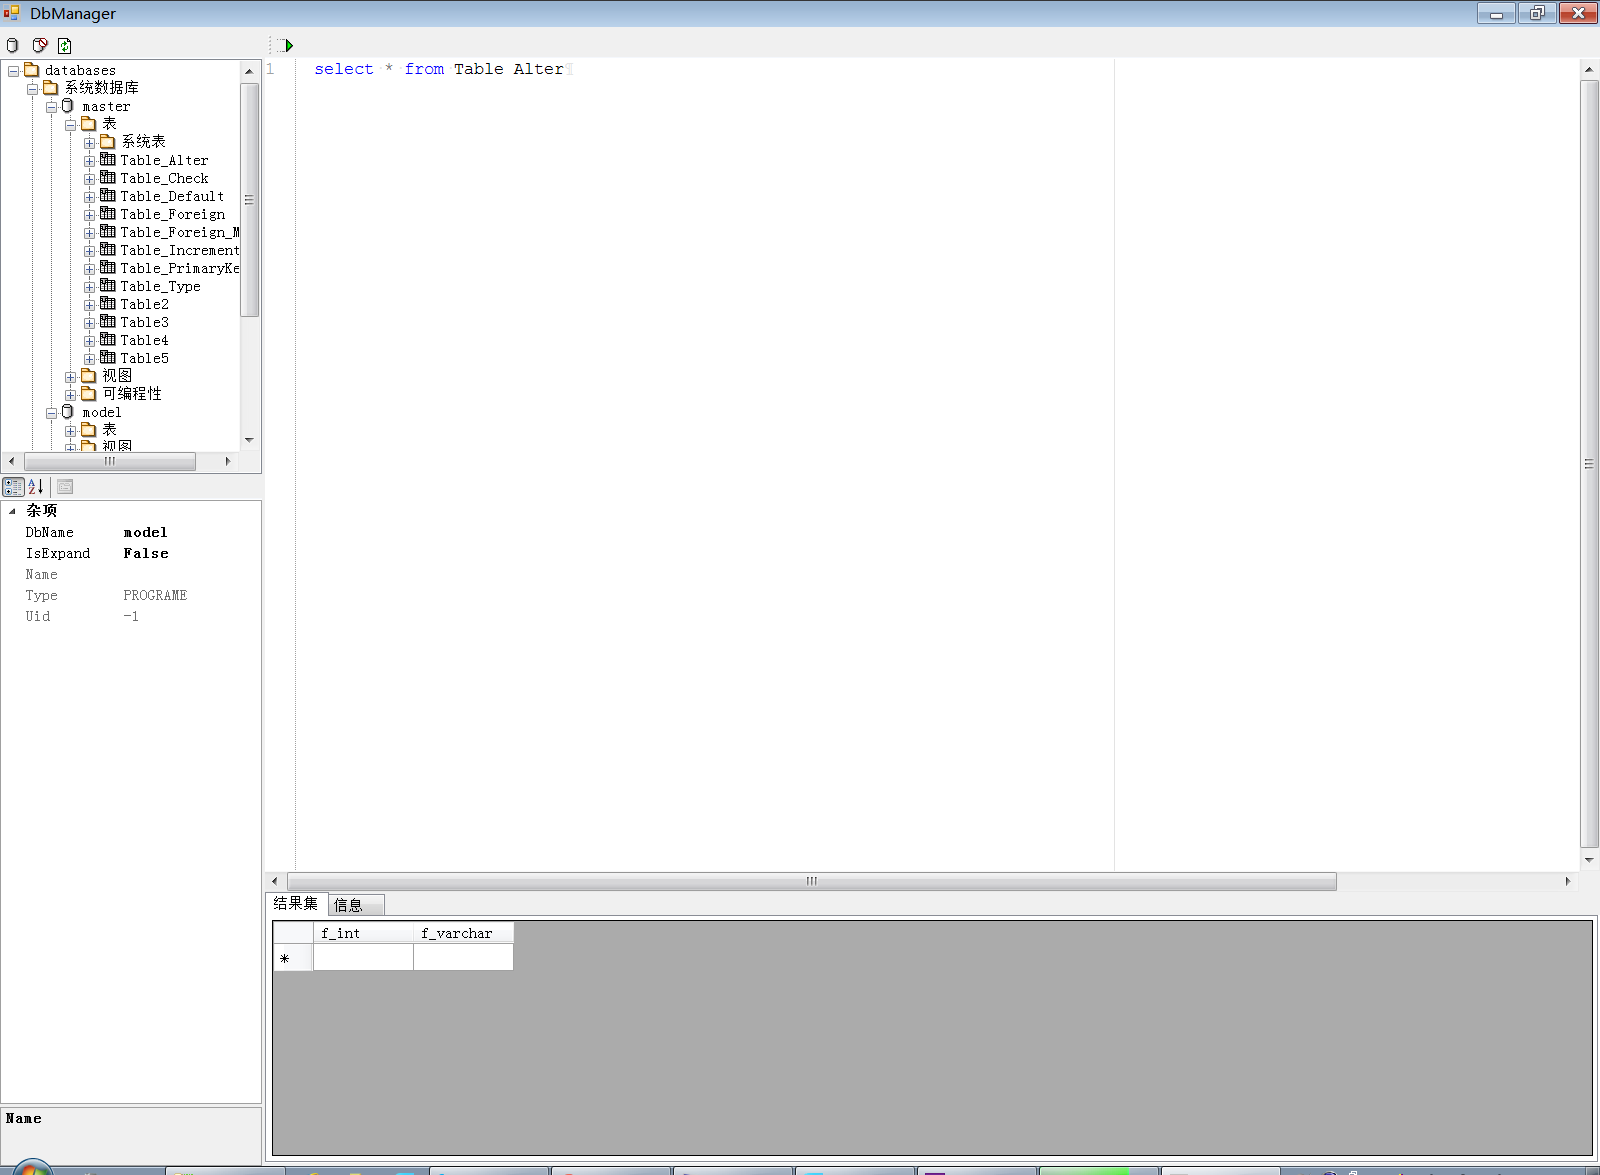 DbManager
databases
系统数据库
master
表
系统表
Table_Alter
Table_Check
Table_Default
Table_Foreign
Table_Foreign_M
Table_Increment
Table_PrimaryKe
Table_Type
Table2
Table3
Table4
Table5
视图
可编程性
model
表
视图
杂项
DbName model
IsExpand False
Name
Type PROGRAME
Uid -1
Name
1 select * from Table Alter¶
结果集 信息
f_int f_varchar
*